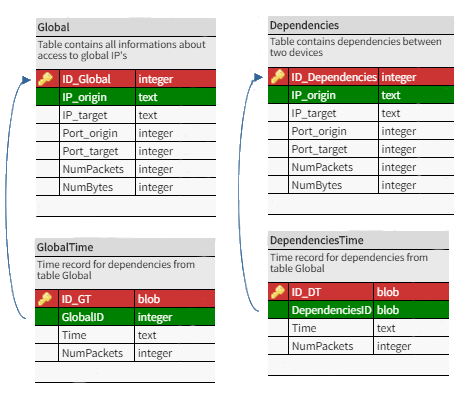 Global
Table contains all informations about
access to global IP's
ID_Global integer
IP_origin text
IP_target text
Port_origin integer
Port_target integer
NumPackets integer
NumBytes integer
GlobalTime
Time record for dependencies from
table Global
ID_GT blob
GlobalID integer
Time text
NumPackets integer
Dependencies
Table contains dependencies between
two devices
ID_Dependencies integer
IP_origin text
IP_target text
Port_origin integer
Port_target integer
NumPackets integer
NumBytes integer
DependenciesTime
Time record for dependencies from
table Global
ID_DT blob
DependenciesID blob
Time text
NumPackets integer